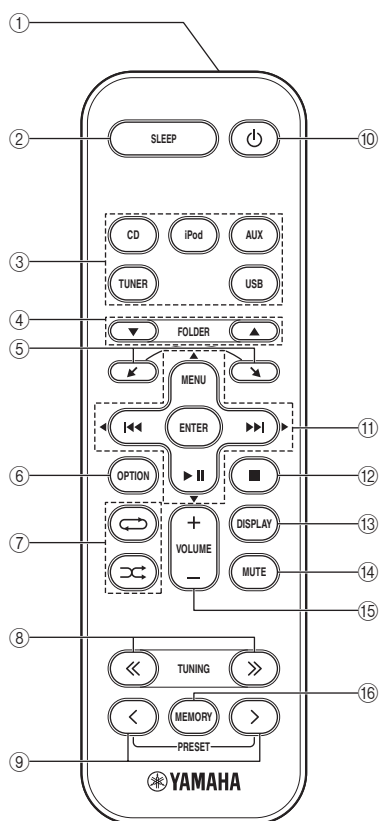 ①
② SLEEP ⑩
CD iPod AUX
③
TUNER USB
④ FOLDER
⑤
MENU
ENTER ⑪
⑥ OPTION ⑫
⑦ + DISPLAY ⑬
VOLUME
– MUTE ⑭
⑮
⑧ TUNING
⑯
MEMORY
PRESET
⑨
YAMAHA